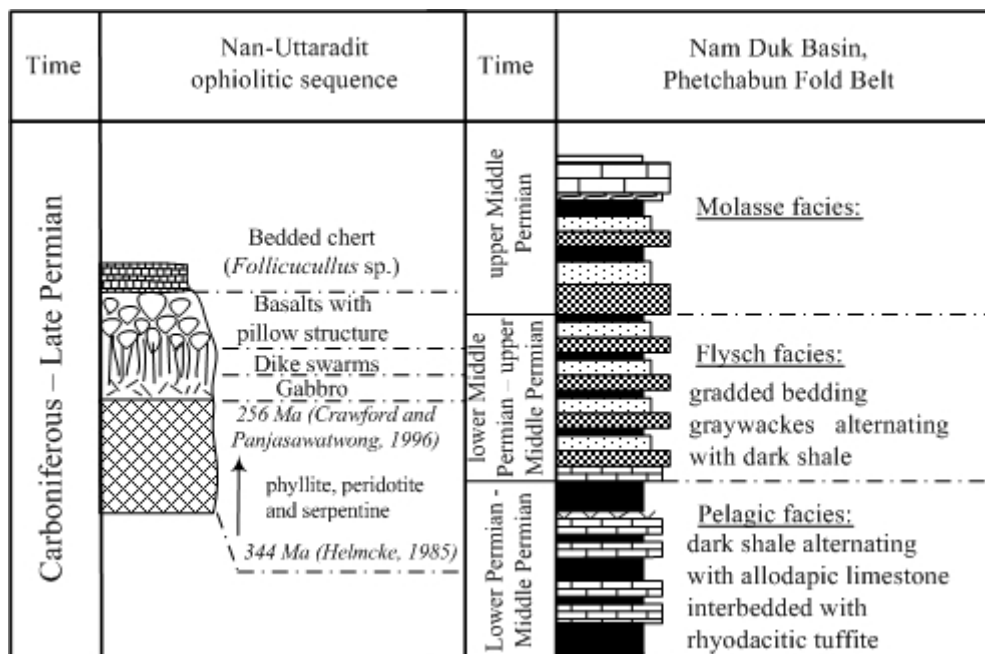 Time
Nan-Uttaradit
ophiolitic sequence
Time
Nam Duk Basin,
Phetchabun Fold Belt
Carboniferous – Late Permian
Bedded chert
(Follicucullus sp.)
Basalts with
pillow structure
Dike swarms
Gabbro
256 Ma (Crawford and
Panjasawatwong, 1996)
phyllite, peridotite
and serpentine
344 Ma (Helmcke, 1985)
upper Middle
Permian
Molasse facies:
lower Middle
Permian – upper
Middle Permian
Flysch facies:
gradded bedding
graywackes alternating
with dark shale
Lower Permian -
Middle Permian
Pelagic facies:
dark shale alternating
with allodapic limestone
interbedded with
rhyodacitic tuffite